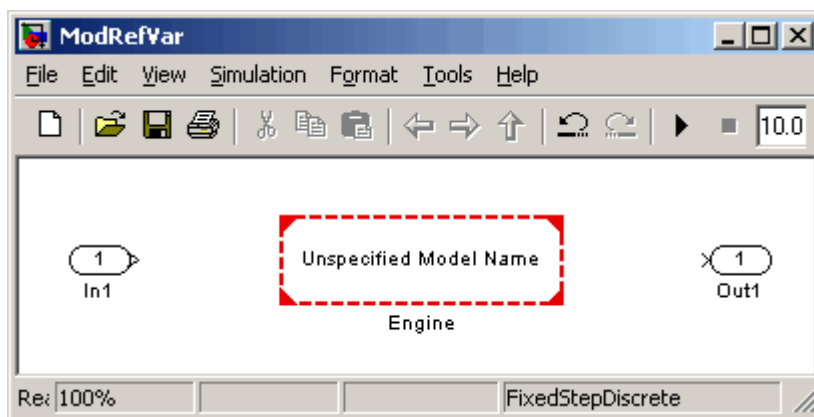 ModRefVar
File Edit View Simulation Format Tools Help
10.0
1 Unspecified Model Name 1
In1 Out1
Engine
100% FixedStepDiscrete